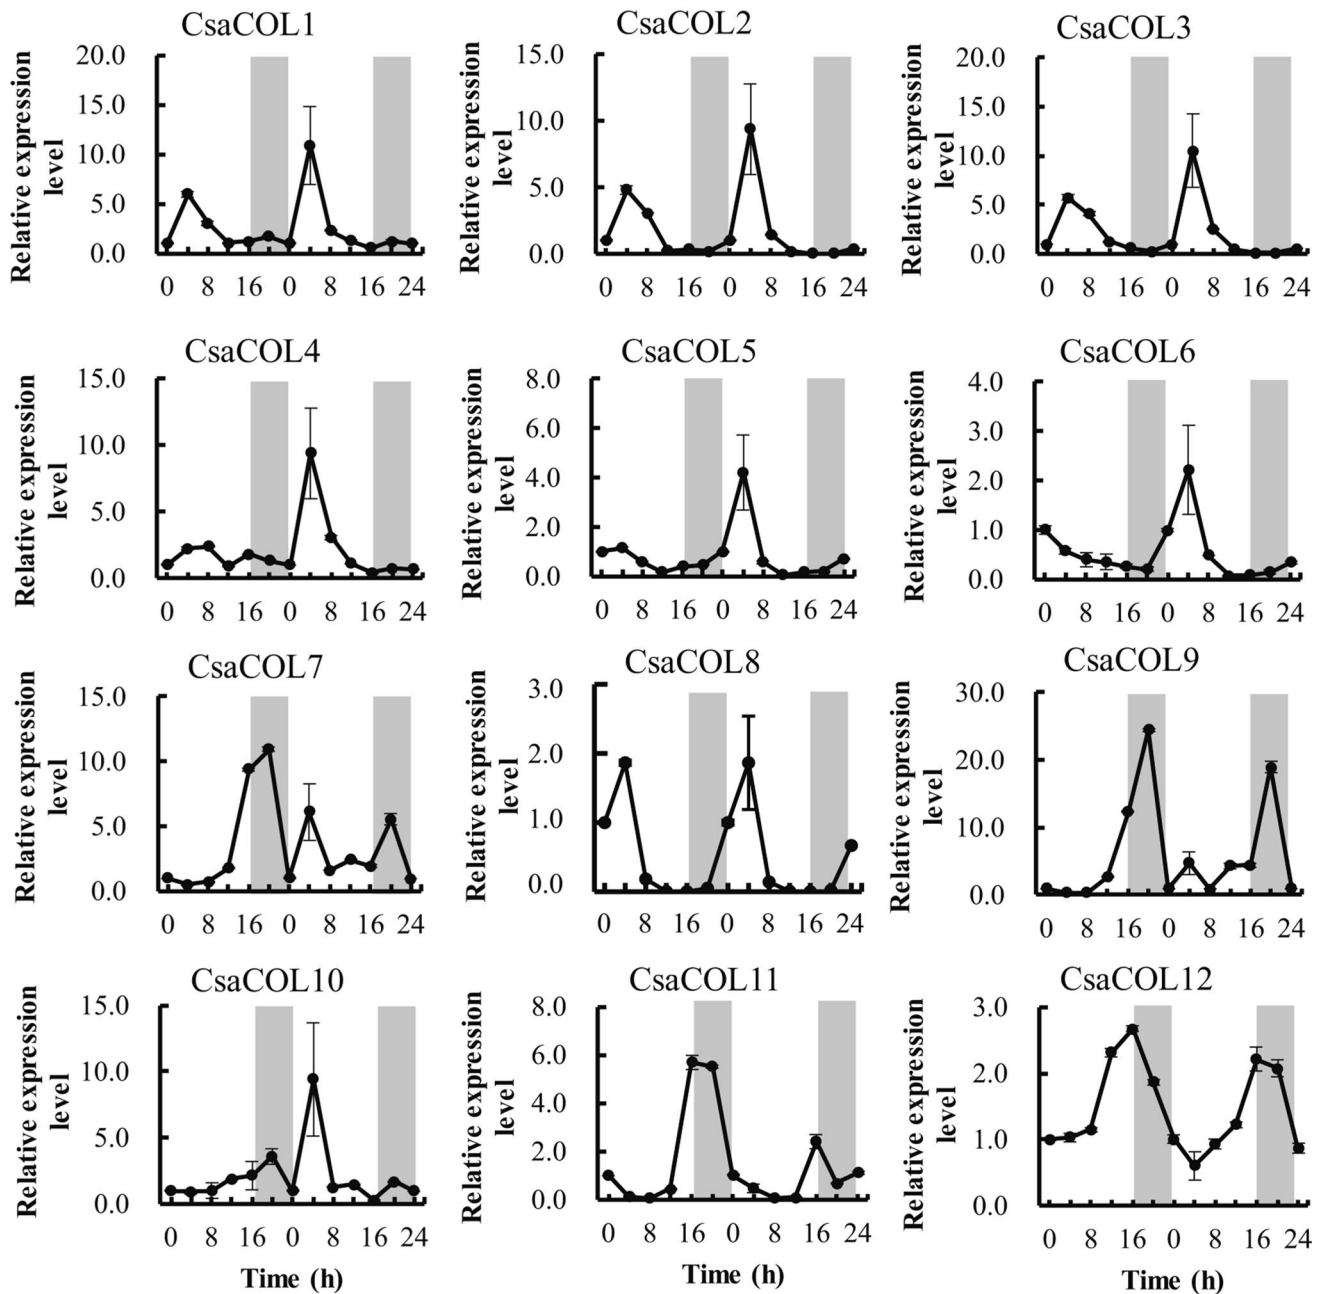 CsaCOL1
Relative expression
level
20.0
15.0
10.0
5.0
0.0
0 8 16 0 8 16 24
CsaCOL2
Relative expression
level
15.0
10.0
5.0
0.0
0 8 16 0 8 16 24
CsaCOL3
Relative expression
level
20.0
15.0
10.0
5.0
0.0
0 8 16 0 8 16 24
CsaCOL4
Relative expression
level
15.0
10.0
5.0
0.0
0 8 16 0 8 16 24
CsaCOL5
Relative expression
level
8.0
6.0
4.0
2.0
0.0
0 8 16 0 8 16 24
CsaCOL6
Relative expression
level
4.0
3.0
2.0
1.0
0.0
0 8 16 0 8 16 24
CsaCOL7
Relative expression
level
15.0
10.0
5.0
0.0
0 8 16 0 8 16 24
CsaCOL8
Relative expression
level
3.0
2.0
1.0
0.0
0 8 16 0 8 16 24
CsaCOL9
Relative expression
level
30.0
20.0
10.0
0.0
0 8 16 0 8 16 24
CsaCOL10
Relative expression
level
15.0
10.0
5.0
0.0
0 8 16 0 8 16 24
Time (h)
CsaCOL11
Relative expression
level
8.0
6.0
4.0
2.0
0.0
0 8 16 0 8 16 24
Time (h)
CsaCOL12
Relative expression
level
3.0
2.0
1.0
0.0
0 8 16 0 8 16 24
Time (h)